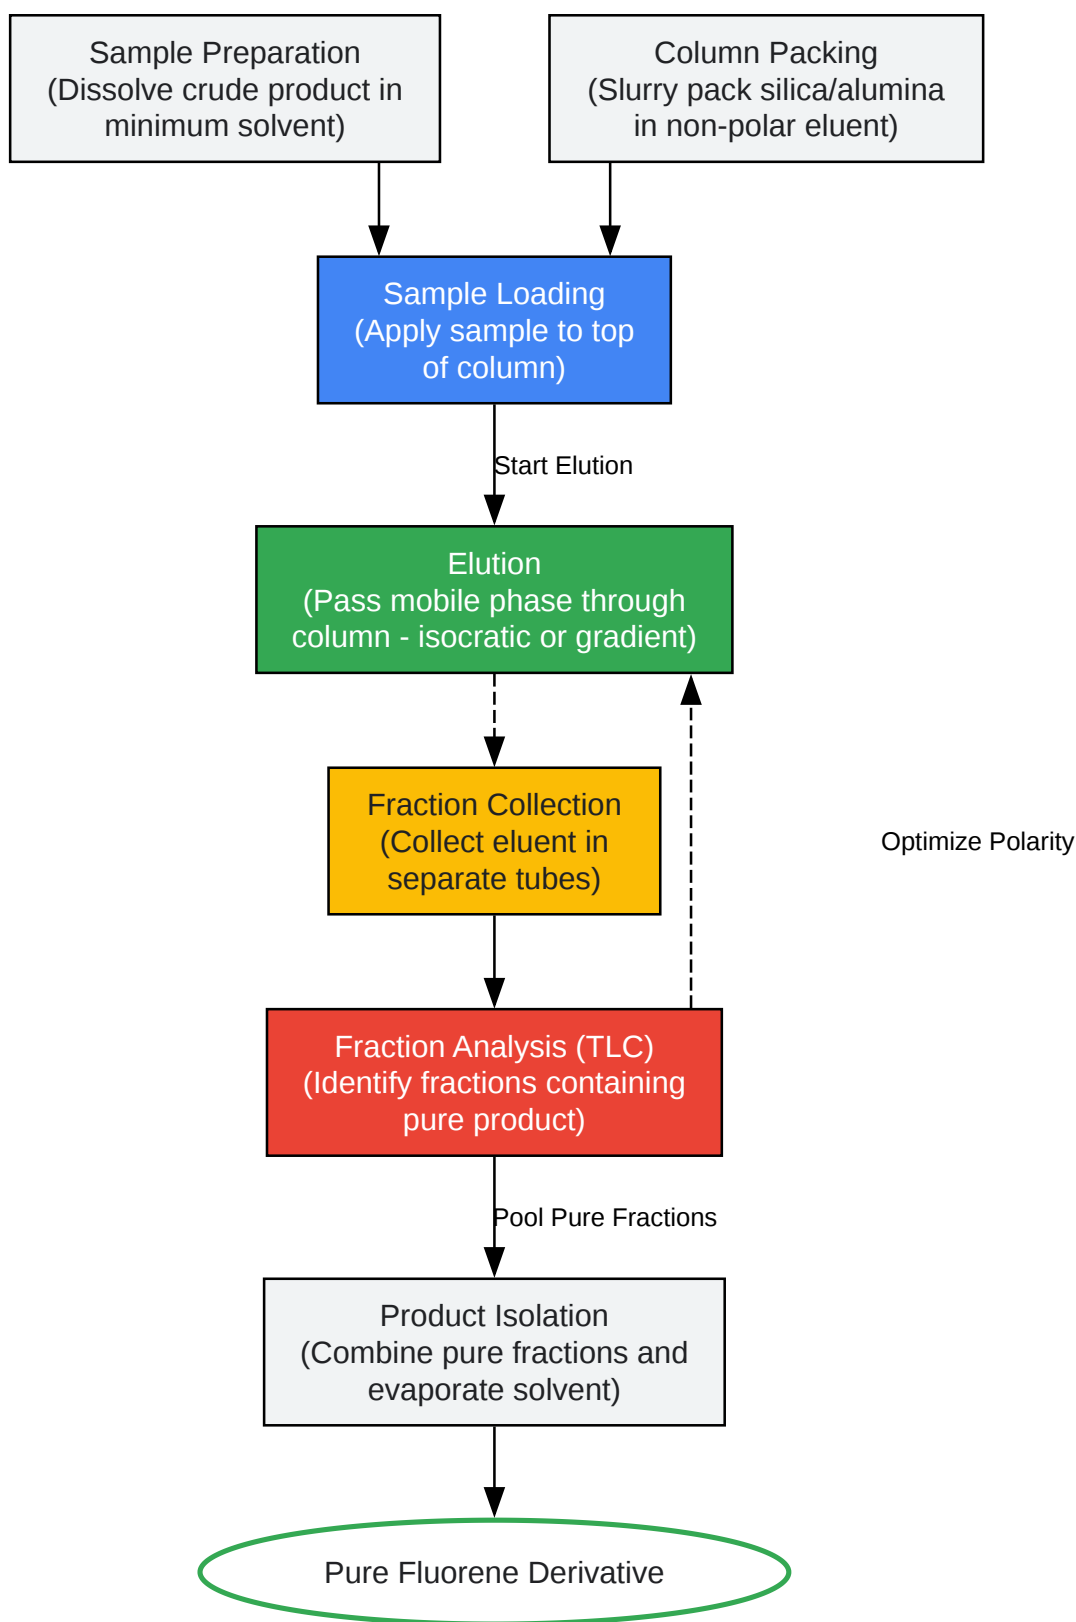 Sample Preparation
(Dissolve crude product in
minimum solvent)
Column Packing
(Slurry pack silica/alumina
in non-polar eluent)
Sample Loading
(Apply sample to top
of column)
Start Elution
Elution
(Pass mobile phase through
column - isocratic or gradient)
Fraction Collection
(Collect eluent in
separate tubes)
Optimize Polarity
Fraction Analysis (TLC)
(Identify fractions containing
pure product)
Pool Pure Fractions
Product Isolation
(Combine pure fractions and
evaporate solvent)
Pure Fluorene Derivative